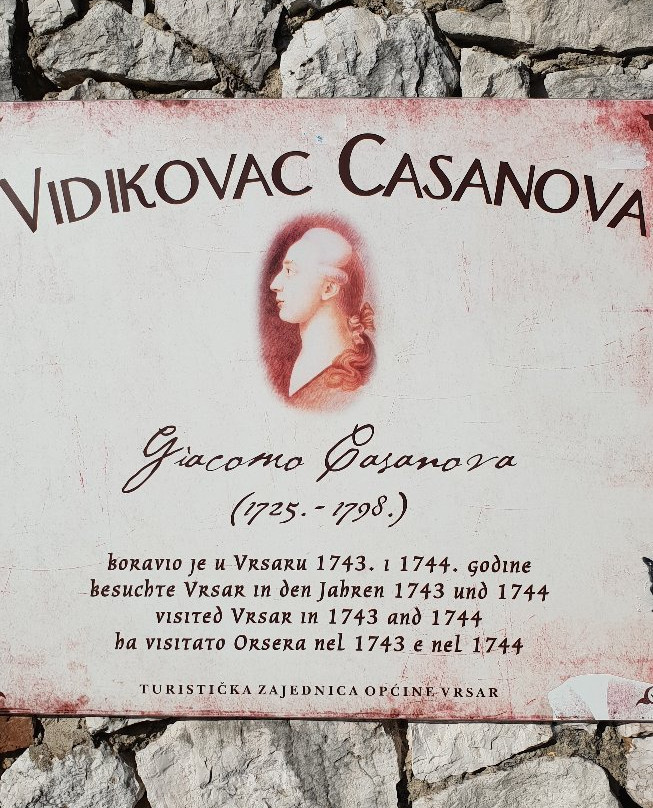 VIDIKOVAC CASANOVA
Giacomo Casanova
(1725.-1798.)
boravio je u Vrsaru 1743. i 1744. godine
besuchte Vrsar in den Jahren 1743 und 1744
visited Vrsar in 1743 and 1744
ha visitato Orsera nel 1743 e nel 1744
TURISTIČKA ZAJEDNICA OPĆINE VRSAR